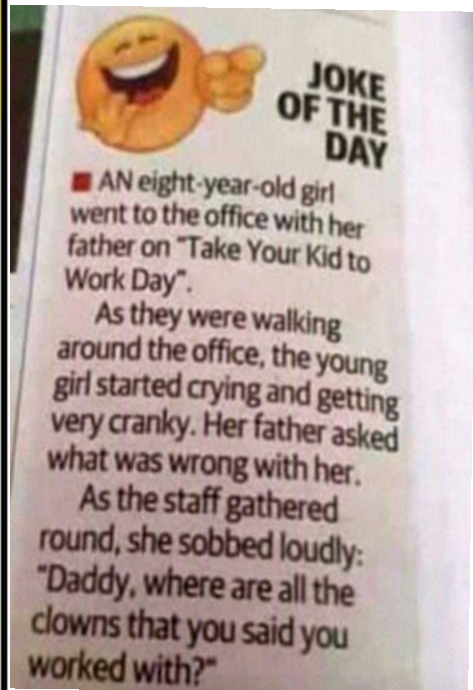 JOKE
OF THE
DAY
■ AN eight-year-old girl
went to the office with her
father on "Take Your Kid to
Work Day".
As they were walking
around the office, the young
girl started crying and getting
very cranky. Her father asked
what was wrong with her.
As the staff gathered
round, she sobbed loudly:
"Daddy, where are all the
clowns that you said you
worked with?"